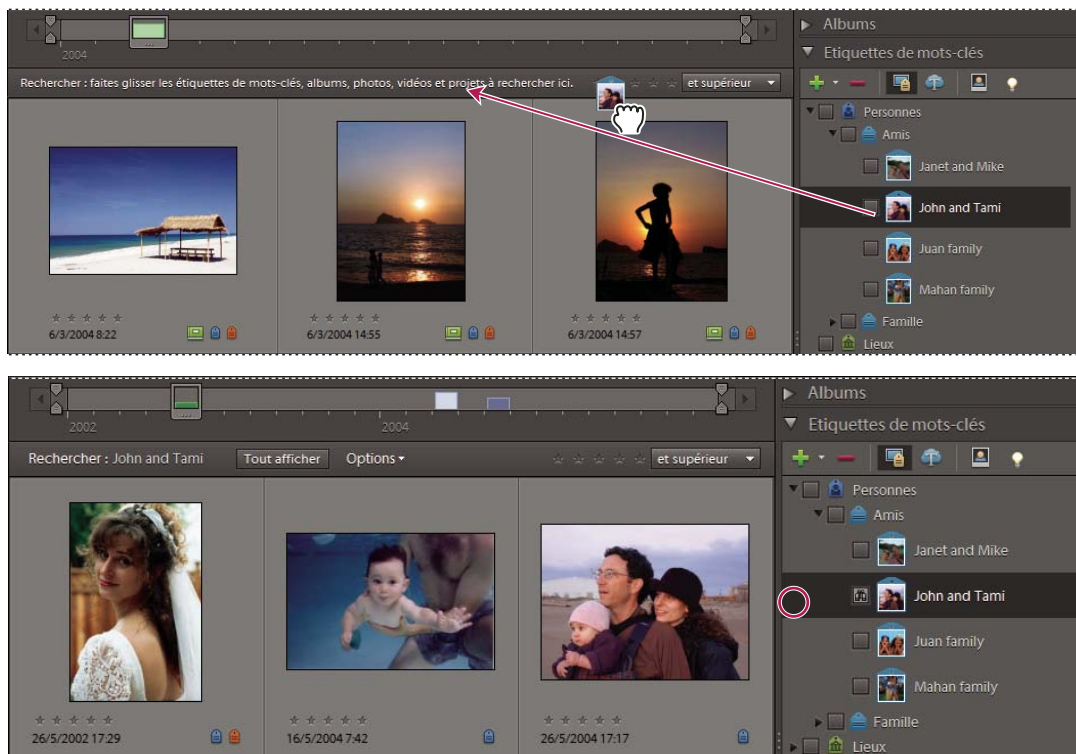 Albums
Etiquettes de mots-clés
2004
Rechercher : faites glisser les étiquettes de mots-clés, albums, photos, vidéos et projets à rechercher ici.
et supérieur
Personnes
Amis
Janet and Mike
John and Tami
Juan family
Mahan family
Famille
Lieux
6/3/2004 8:22
6/3/2004 14:55
6/3/2004 14:57
Albums
Etiquettes de mots-clés
2002
2004
Rechercher : John and Tami
Tout afficher
Options
et supérieur
Personnes
Amis
Janet and Mike
John and Tami
Juan family
Mahan family
Famille
Lieux
26/5/2002 17:29
16/5/2004 7:42
26/5/2004 17:17